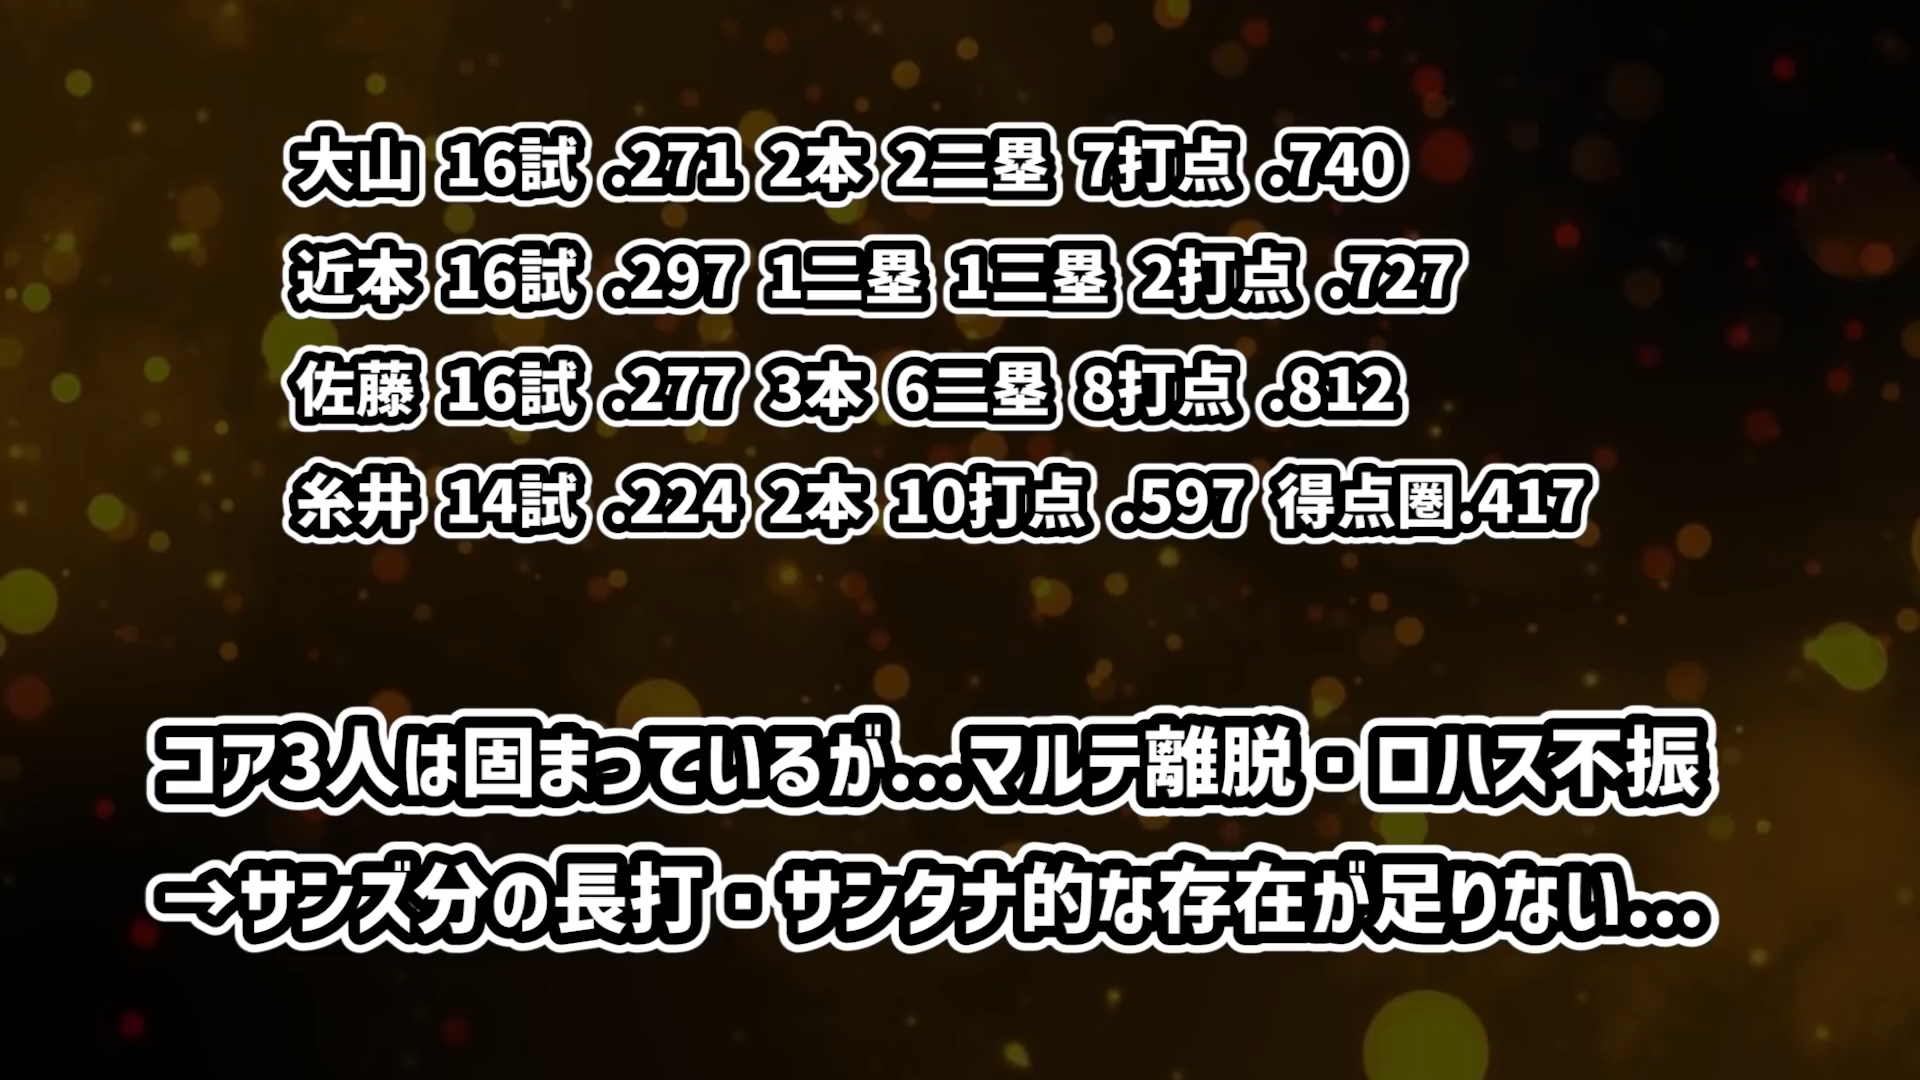 大山 16試 .271 2本 2二塁 7打点 .740
近本 16試 .297 1二塁 1三塁 2打点 .727
佐藤 16試 .277 3本 6二塁 8打点 .812
糸井 14試 .224 2本 10打点 .597 得点圏.417
コア3人は固まっているが…マルテ離脱・ロハス不振
→サンズ分の長打・サンタナ的な存在が足りない…